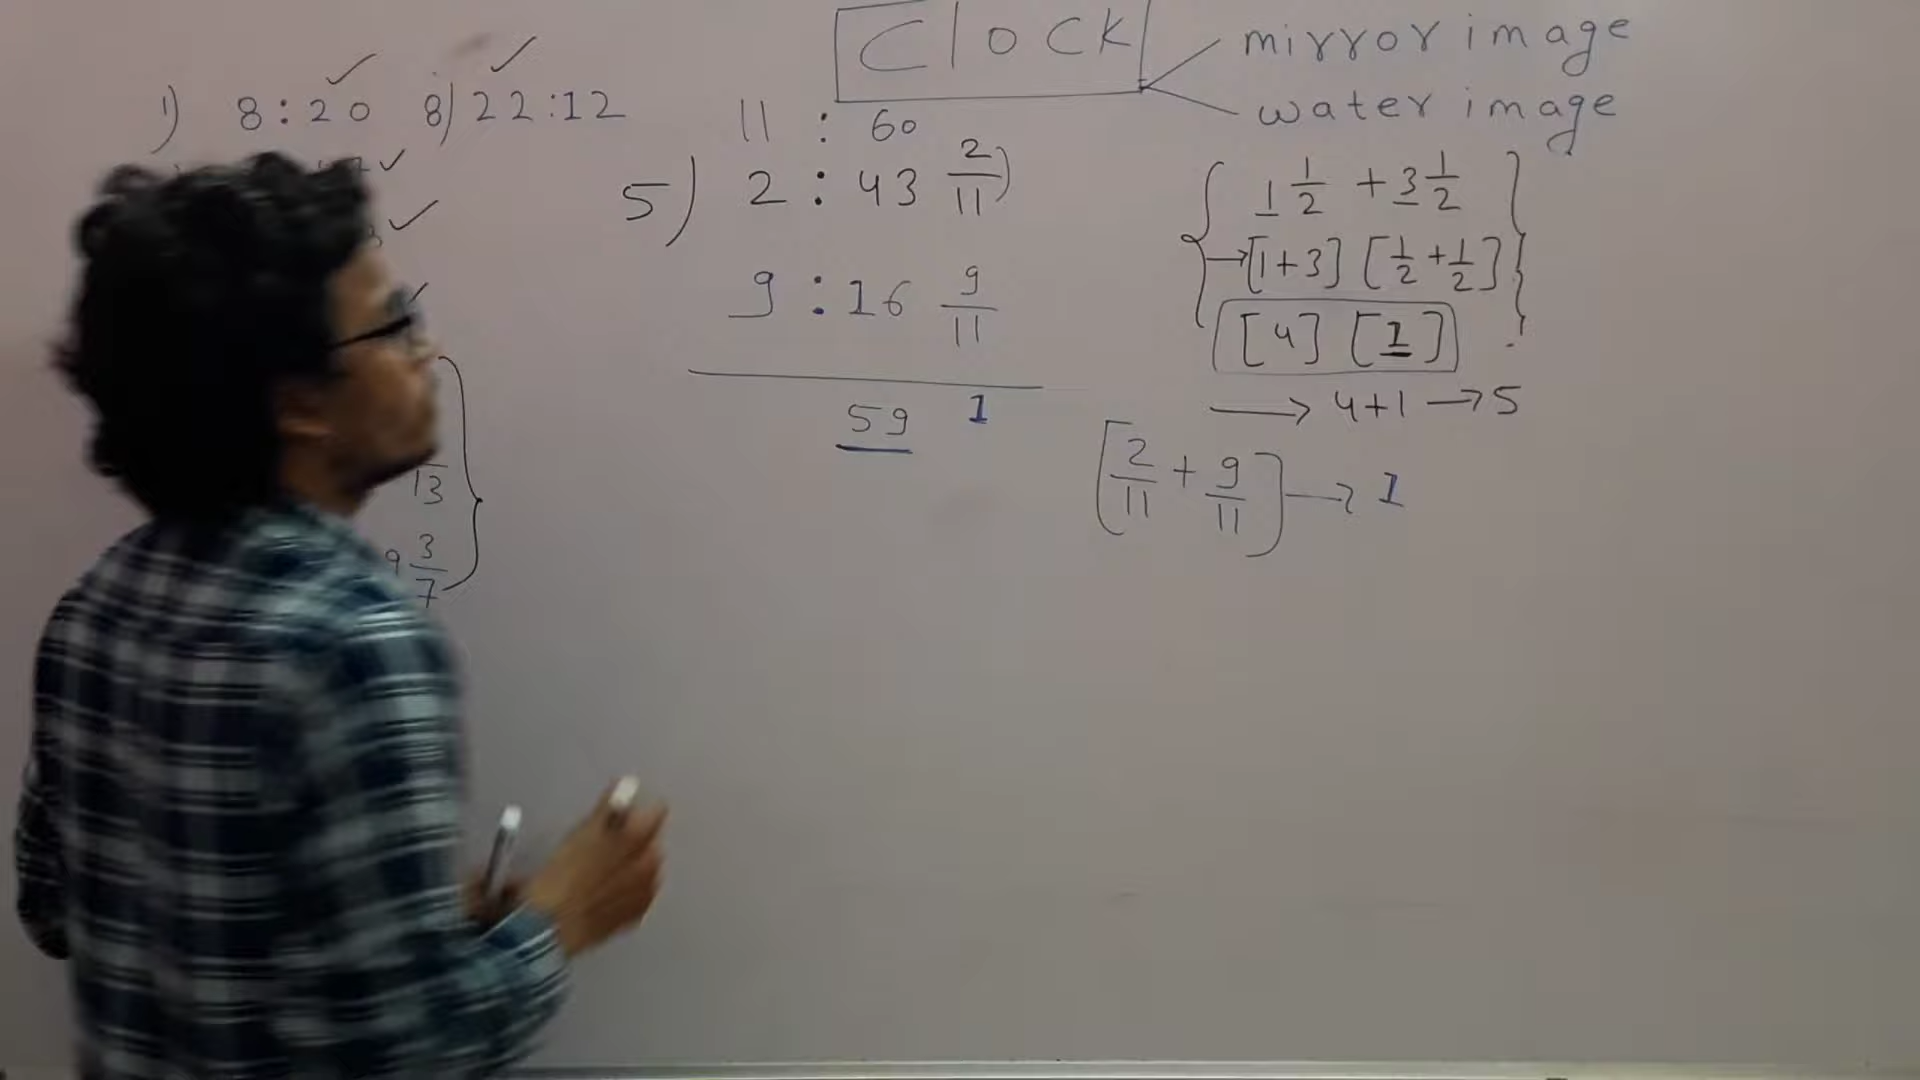 Clock
mirror image
water image
1) 8:20 8) 22:12
11 : 60
5) 2 : 43 2/11)
9 : 16 9/11
59 1
13
9 3/7
{ 1 1/2 + 3 1/2 }
→ [1+3] [1/2 + 1/2]
[4] [1]
→ 4+1 → 5
[2/11 + 9/11] → 1